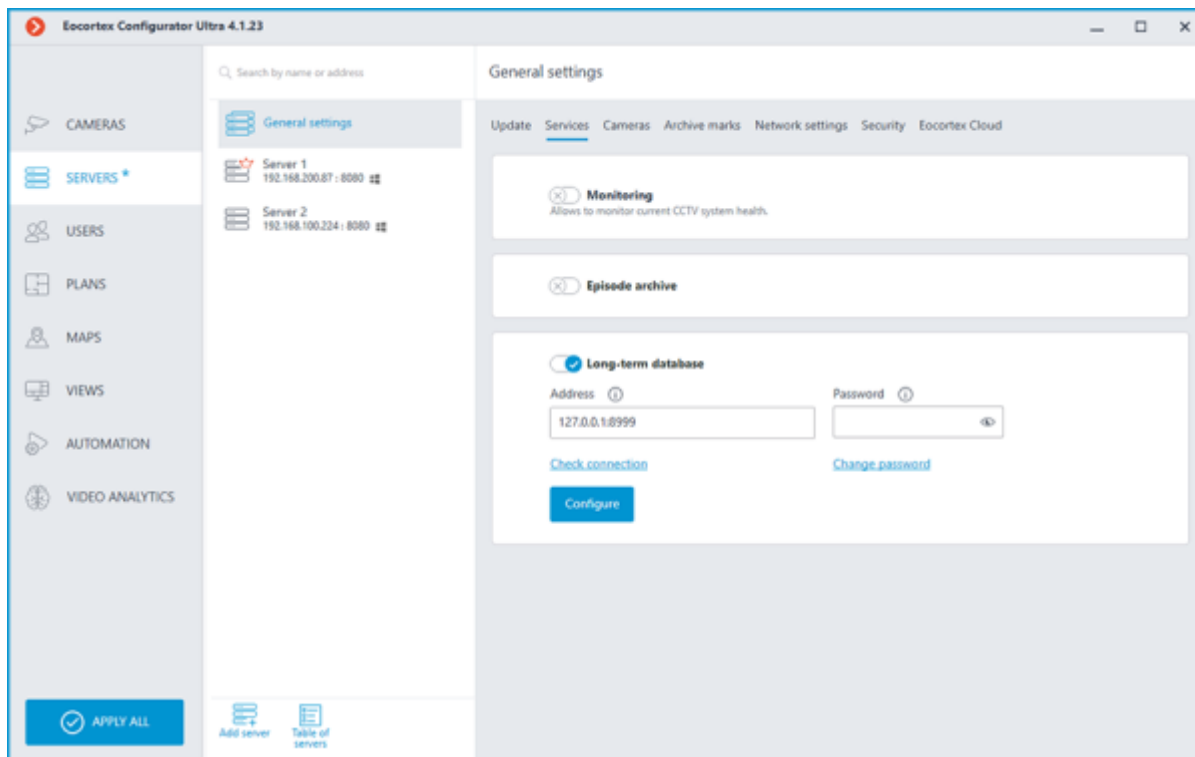 Eocortex Configurator Ultra 4.1.23
Search by name or address
General settings
CAMERAS
SERVERS *
USERS
PLANS
MAPS
VIEWS
AUTOMATION
VIDEO ANALYTICS
APPLY ALL
General settings
Server 1
192.168.200.87 : 8080
Server 2
192.168.100.224 : 8080
Add server
Table of
servers
Update Services Cameras Archive marks Network settings Security Eocortex Cloud
Monitoring
Allows to monitor current CCTV system health.
Episode archive
Long-term database
Address Password
127.0.0.1:8999
Check connection Change password
Configure